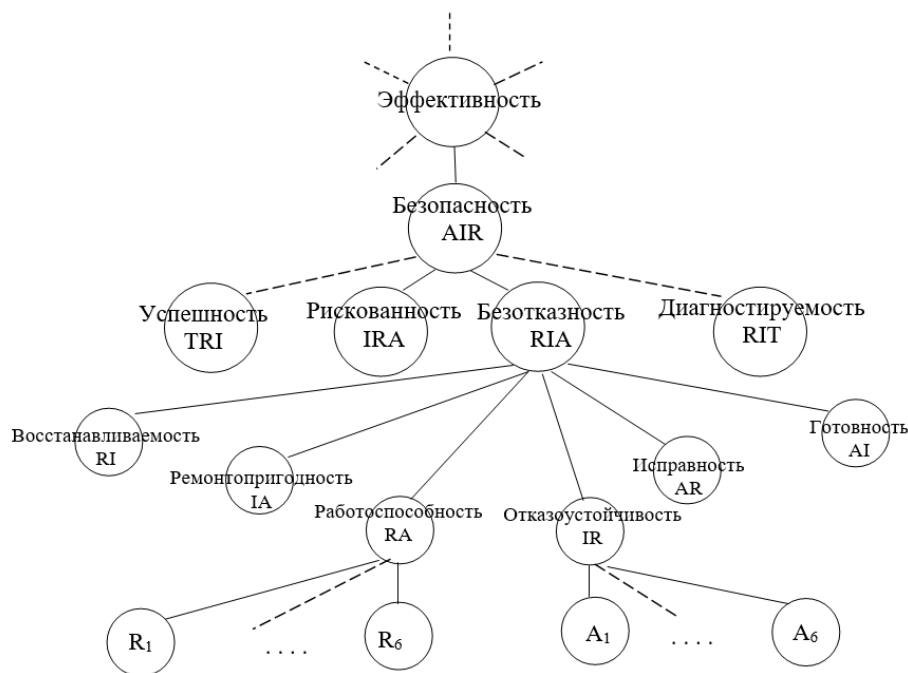 Эффективность
Безопасность
AIR
Успешность
TRI
Рискованность
IRA
Безотказность
RIA
Диагностируемость
RIT
Восстанавливаемость
RI
Ремонтопригодность
IA
Работоспособность
RA
Отказоустойчивость
IR
Исправность
AR
Готовность
AI
R₁
. . . .
R₆
A₁
. . . .
A₆